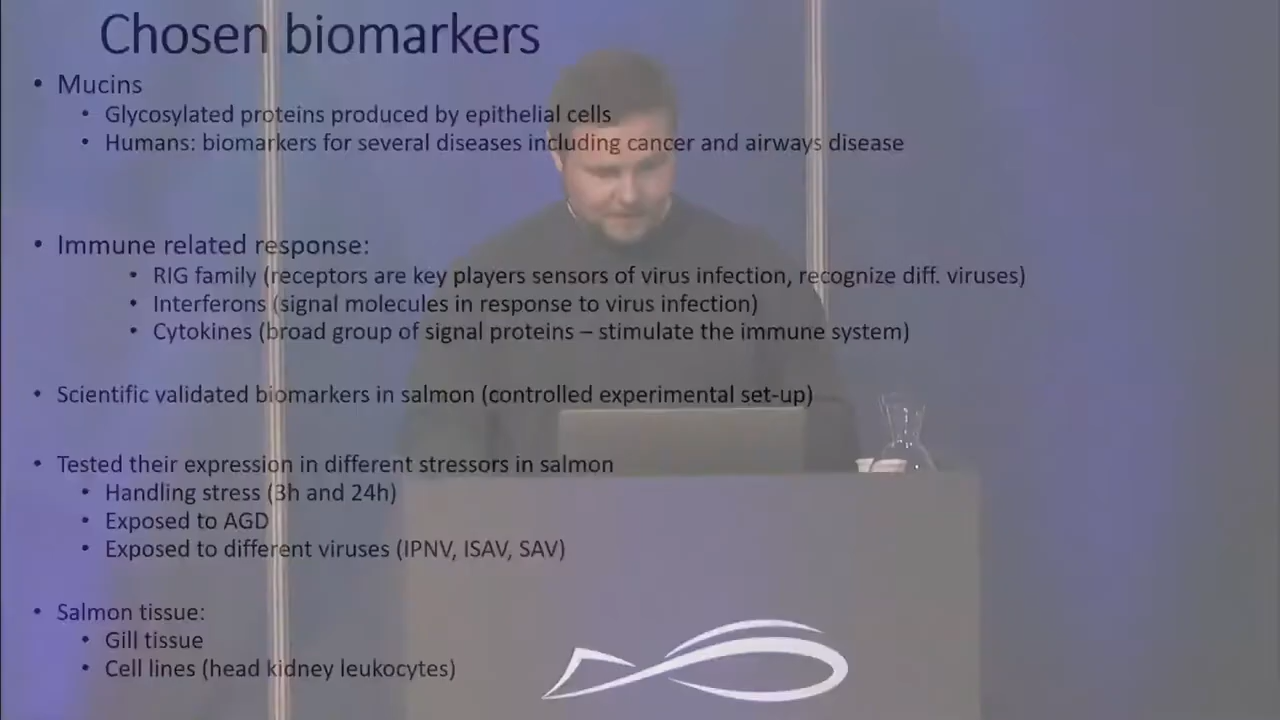 Chosen biomarkers
• Mucins
• Glycosylated proteins produced by epithelial cells
• Humans: biomarkers for several diseases including cancer and airways disease
• Immune related response:
• RIG family (receptors are key players sensors of virus infection, recognize diff. viruses)
• Interferons (signal molecules in response to virus infection)
• Cytokines (broad group of signal proteins – stimulate the immune system)
• Scientific validated biomarkers in salmon (controlled experimental set-up)
• Tested their expression in different stressors in salmon
• Handling stress (3h and 24h)
• Exposed to AGD
• Exposed to different viruses (IPNV, ISAV, SAV)
• Salmon tissue:
• Gill tissue
• Cell lines (head kidney leukocytes)